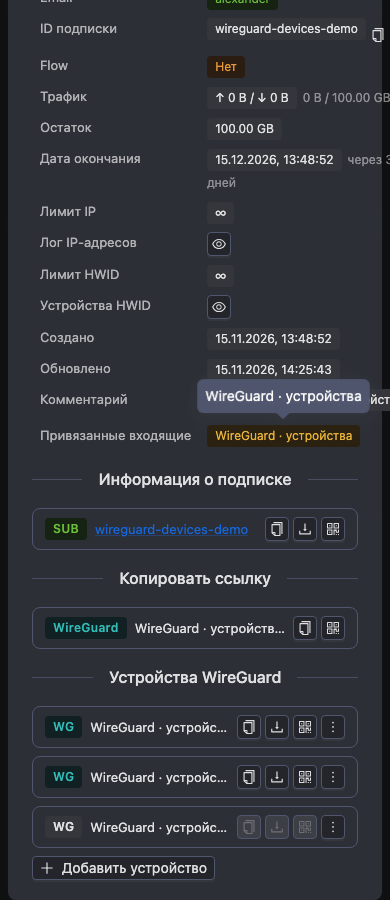 alexander
ID подписки wireguard-devices-demo
Flow Нет
Трафик ↑ 0 B / ↓ 0 B 0 B / 100.00 GB
Остаток 100.00 GB
Дата окончания 15.12.2026, 13:48:52 через
дней
Лимит IP ∞
Лог IP-адресов
Лимит HWID ∞
Устройства HWID
Создано 15.11.2026, 13:48:52
Обновлено 15.11.2026, 14:25:43
WireGuard · устройства
Комментарий
Привязанные входящие WireGuard · устройства
Информация о подписке
SUB wireguard-devices-demo
Копировать ссылку
WireGuard WireGuard · устройств...
Устройства WireGuard
WG WireGuard · устройс...
WG WireGuard · устройс...
WG WireGuard · устройс...
+ Добавить устройство